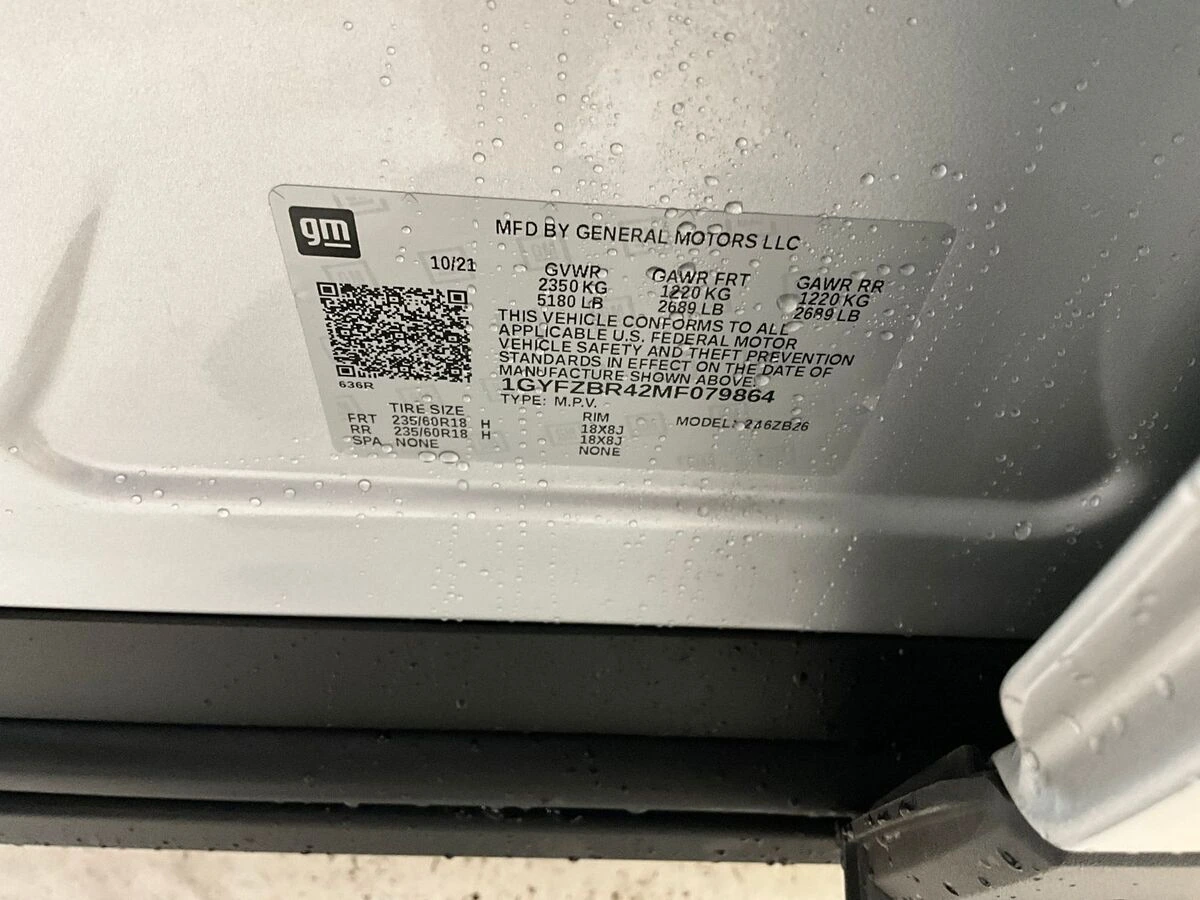 gm
MFD BY GENERAL MOTORS LLC
10/21
GVWR GAWR FRT GAWR RR
2350 KG 1220 KG 1220 KG
5180 LB 2689 LB 2689 LB
THIS VEHICLE CONFORMS TO ALL
APPLICABLE U.S. FEDERAL MOTOR
VEHICLE SAFETY AND THEFT PREVENTION
STANDARDS IN EFFECT ON THE DATE OF
MANUFACTURE SHOWN ABOVE.
636R
1GYFZBR42MF079864
TYPE: M.P.V.
TIRE SIZE RIM MODEL: 246ZB26
FRT 235/60R18 H 18X8J
RR 235/60R18 H 18X8J
SPA NONE NONE